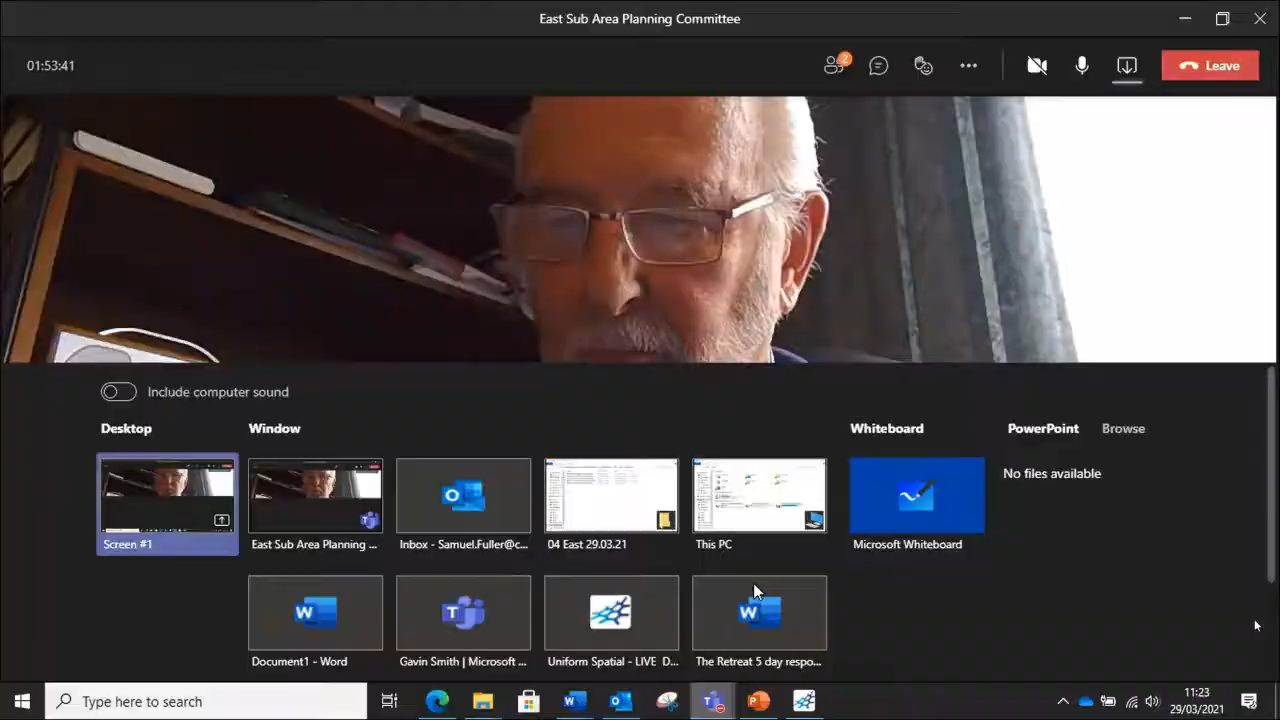 East Sub Area Planning Committee
01:53:41
2
Leave
Include computer sound
Desktop
Window
Whiteboard
PowerPoint
Browse
No files available
Screen #1
East Sub Area Planning ...
Inbox - Samuel.Fuller@c...
04 East 29.03.21
This PC
Microsoft Whiteboard
Document1 - Word
Gavin Smith | Microsoft ...
Uniform Spatial - LIVE D...
The Retreat 5 day respo...
Type here to search
11:23
29/03/2021